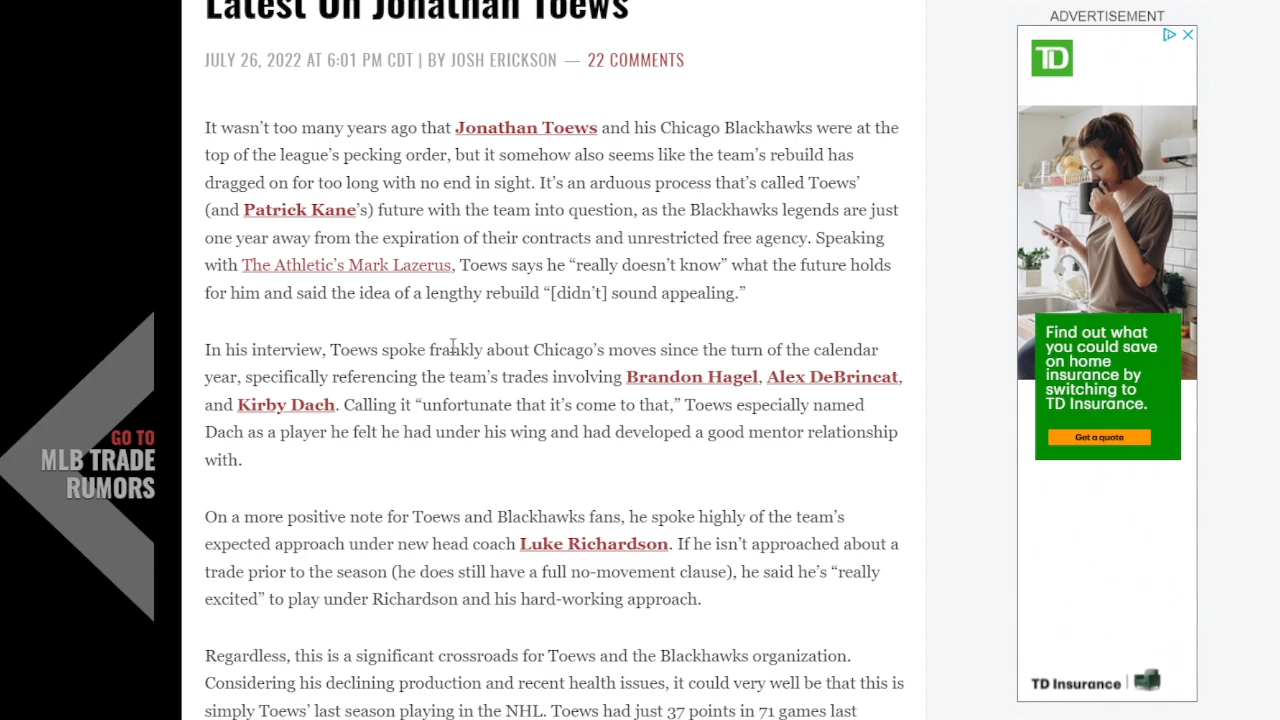 Latest On Jonathan Toews
JULY 26, 2022 AT 6:01 PM CDT | BY JOSH ERICKSON — 22 COMMENTS
It wasn’t too many years ago that Jonathan Toews and his Chicago Blackhawks were at the
top of the league’s pecking order, but it somehow also seems like the team’s rebuild has
dragged on for too long with no end in sight. It’s an arduous process that’s called Toews’
(and Patrick Kane’s) future with the team into question, as the Blackhawks legends are just
one year away from the expiration of their contracts and unrestricted free agency. Speaking
with The Athletic’s Mark Lazerus, Toews says he “really doesn’t know” what the future holds
for him and said the idea of a lengthy rebuild “[didn’t] sound appealing.”
In his interview, Toews spoke frankly about Chicago’s moves since the turn of the calendar
year, specifically referencing the team’s trades involving Brandon Hagel, Alex DeBrincat,
and Kirby Dach. Calling it “unfortunate that it’s come to that,” Toews especially named
Dach as a player he felt he had under his wing and had developed a good mentor relationship
with.
On a more positive note for Toews and Blackhawks fans, he spoke highly of the team’s
expected approach under new head coach Luke Richardson. If he isn’t approached about a
trade prior to the season (he does still have a full no-movement clause), he said he’s “really
excited” to play under Richardson and his hard-working approach.
Regardless, this is a significant crossroads for Toews and the Blackhawks organization.
Considering his declining production and recent health issues, it could very well be that this is
simply Toews’ last season playing in the NHL. Toews had just 37 points in 71 games last
GO TO
MLB TRADE
RUMORS
ADVERTISEMENT
TD
Find out what
you could save
on home
insurance by
switching to
TD Insurance.
Get a quote
TD Insurance